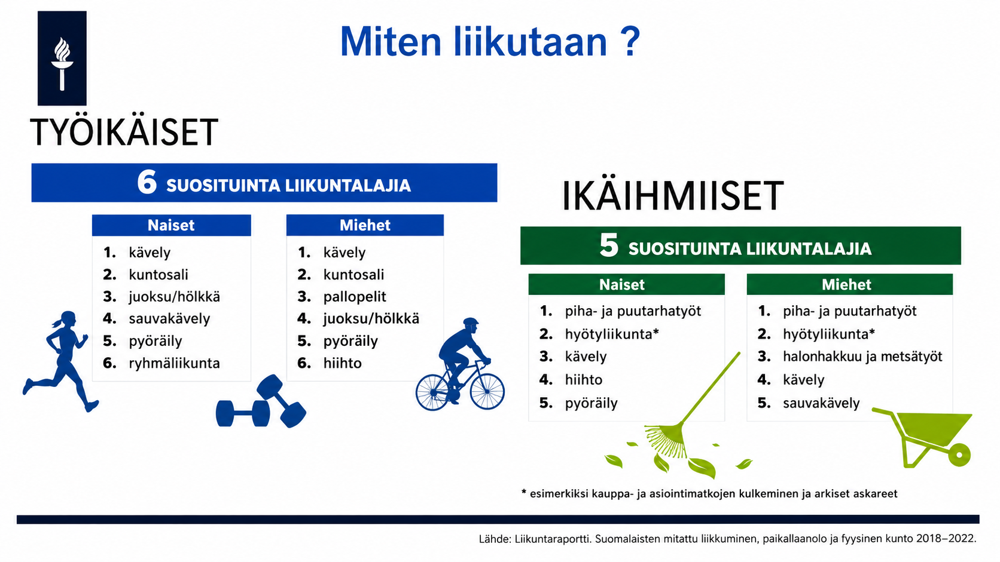 Miten liikutaan ?
TYÖIKÄISET
6 SUOSITUINTA LIIKUNTALAJIA
Naiset
1. kävely
2. kuntosali
3. juoksu/hölkkä
4. sauvakävely
5. pyöräily
6. ryhmäliikunta
Miehet
1. kävely
2. kuntosali
3. pallopelit
4. juoksu/hölkkä
5. pyöräily
6. hiihto
IKÄIHMIISET
5 SUOSITUINTA LIIKUNTALAJIA
Naiset
1. piha- ja puutarhatyöt
2. hyötyliikunta*
3. kävely
4. hiihto
5. pyöräily
Miehet
1. piha- ja puutarhatyöt
2. hyötyliikunta*
3. halonhakkuu ja metsätyöt
4. kävely
5. sauvakävely
* esimerkiksi kauppa- ja asiointimatkojen kulkeminen ja arkiset askareet
Lähde: Liikuntaraportti. Suomalaisten mitattu liikkuminen, paikallaanolo ja fyysinen kunto 2018–2022.